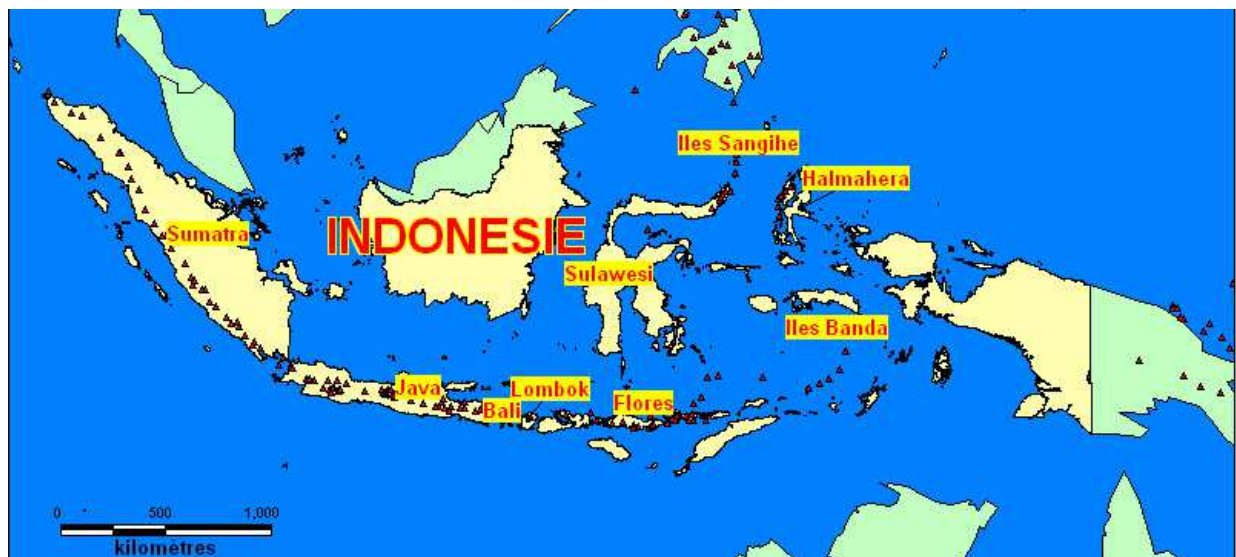 Iles Sangihe
Halmahera
Sumatra
INDONESIE
Sulawesi
Iles Banda
Java
Lombok
Bali
Flores
0 500 1,000
kilomètres